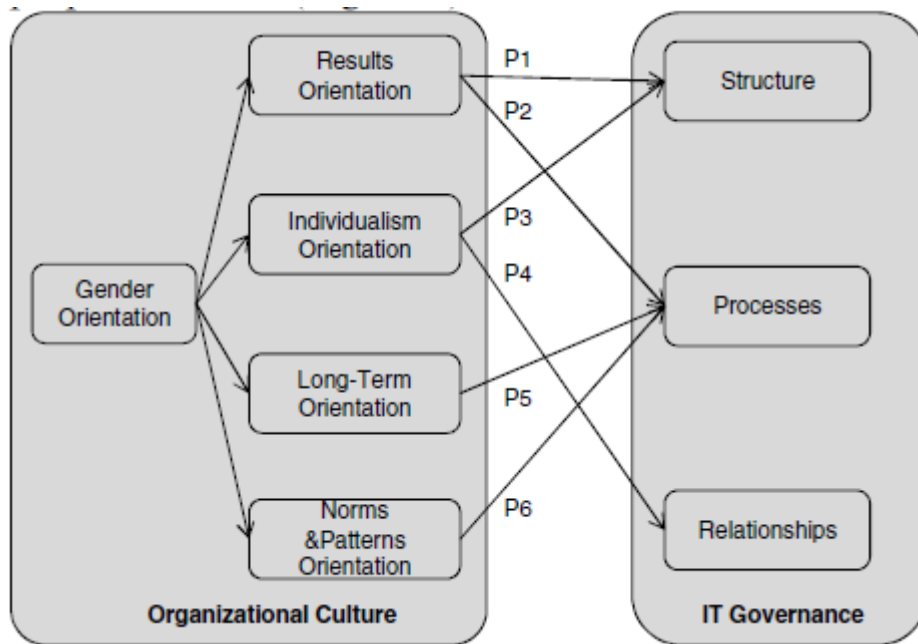 Results
Orientation
P1
Structure
P2
Individualism
Orientation
P3
Gender
Orientation
P4
Processes
Long-Term
Orientation
P5
Norms
&Patterns
Orientation
P6
Relationships
Organizational Culture
IT Governance